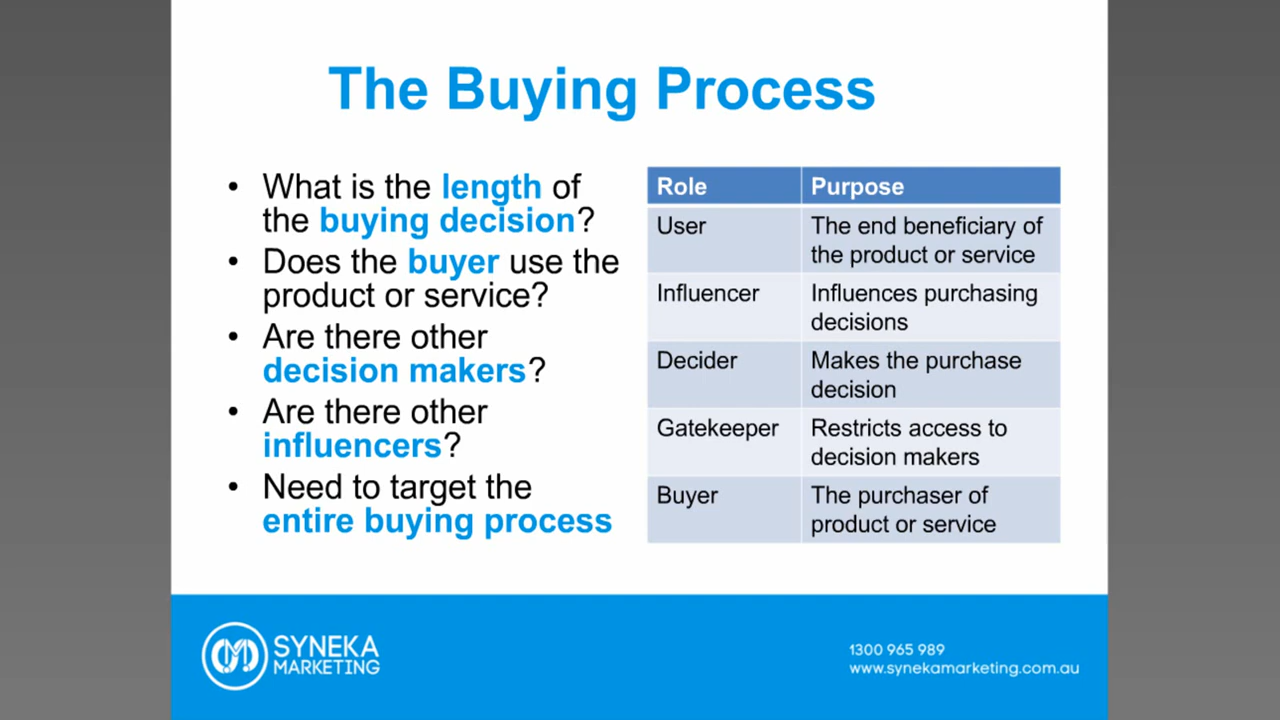 The Buying Process
• What is the length of
the buying decision?
• Does the buyer use the
product or service?
• Are there other
decision makers?
• Are there other
influencers?
• Need to target the
entire buying process
Role Purpose
User The end beneficiary of
the product or service
Influencer Influences purchasing
decisions
Decider Makes the purchase
decision
Gatekeeper Restricts access to
decision makers
Buyer The purchaser of
product or service
SYNEKA
MARKETING
1300 965 989
www.synekamarketing.com.au